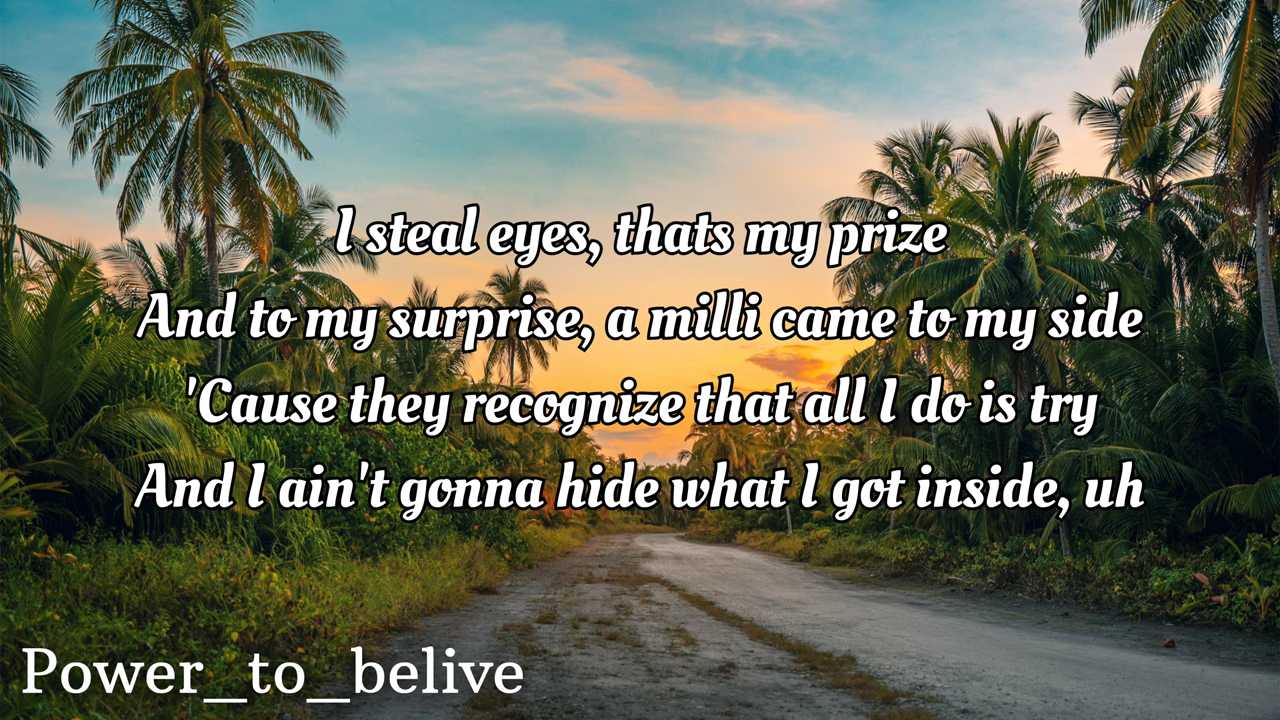 I steal eyes, thats my prize
And to my surprise, a milli came to my side
'Cause they recognize that all I do is try
And I ain't gonna hide what I got inside, uh
Power_to_belive